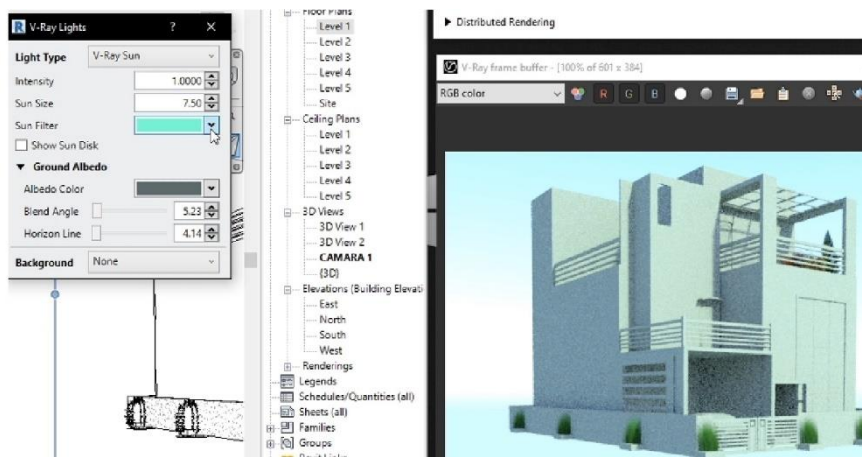 V-Ray Lights ? X
Light Type V-Ray Sun
Intensity 1.0000
Sun Size 7.50
Sun Filter
Show Sun Disk
Ground Albedo
Albedo Color
Blend Angle 5.23
Horizon Line 4.14
Background None
Floor Plans
Level 1
Level 2
Level 3
Level 4
Level 5
Site
Ceiling Plans
Level 1
Level 2
Level 3
Level 4
Level 5
3D Views
3D View 1
3D View 2
CAMARA 1
{3D}
Elevations (Building Elevati
East
North
South
West
Renderings
Legends
Schedules/Quantities (all)
Sheets (all)
Families
Groups
Revit Links
Distributed Rendering
V-Ray frame buffer - [100% of 601 x 384]
RGB color R G B